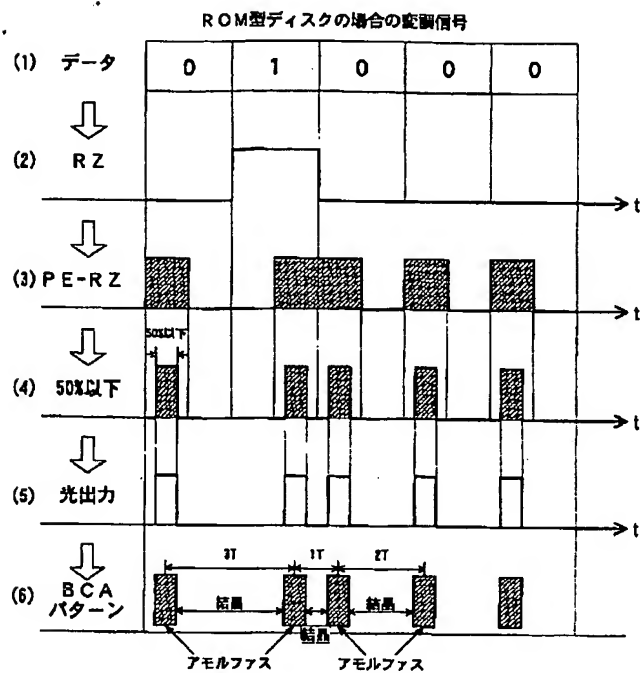 ROM型ディスクの場合の変調信号
(1) データ 0 1 0 0 0
(2) RZ
t
(3) PE-RZ
t
50%以下
(4) 50%以下
t
(5) 光出力
t
3T 1T 2T
(6) BCA
パターン
結晶 結晶 結晶
アモルファス アモルファス